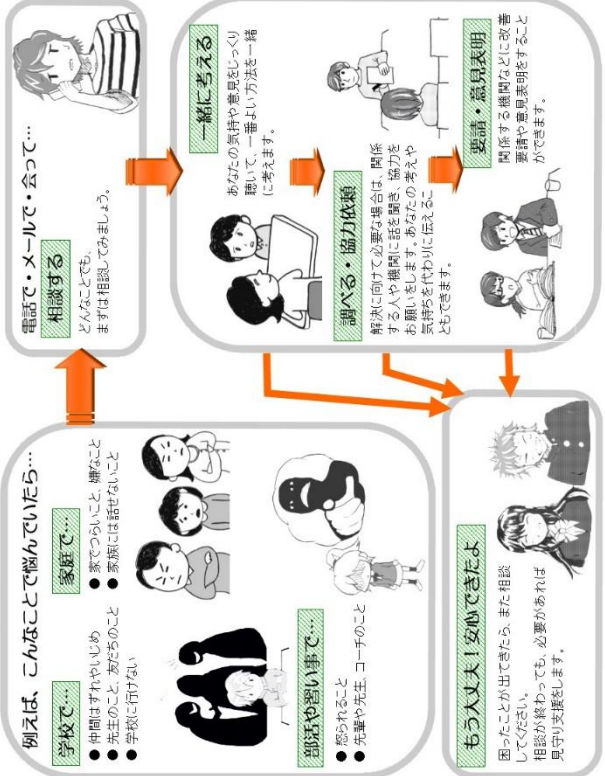 例えば、こんなことで悩んでいたら…
学校で…
●仲間はずれやいじめ
●先生のこと、友だちのこと
●学校に行けない
家庭で…
●家でつらいこと、嫌なこと
●家族には話せないこと
部活や習い事で…
●怒られること
●先輩や先生、コーチのこと
電話で・メールで・会って…
相談する
どんなことでも、
まずは相談してみましょう。
一緒に考える
あなたの気持や意見をじっくり
聴いて、一番よい方法を一緒
に考えます。
調べる・協力依頼
解決に向けて必要な場合は、関係
する人や機関に話を聞き、協力を
お願いをします。あなたの考えや
気持ちを代わりに伝えるこ
ともできます。
要請・意見表明
関係する機関などに改善
要請や意見表明をすること
ができます。
もう大丈夫！安心できたよ
困ったことが出てきたら、また相談
してください。
相談が終わっても、必要があれば
見守り支援をします。